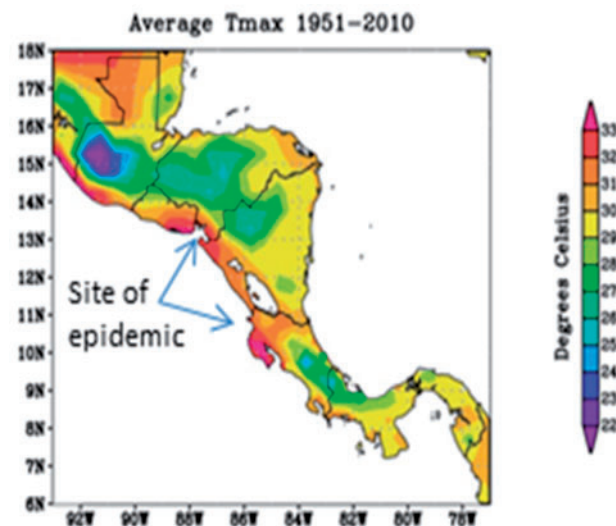 Average Tmax 1951-2010
18N
17N
16N
15N
14N
13N
12N
11N
10N
9N
8N
7N
6N
Site of
epidemic
92W 90W 88W 86W 84W 82W 80W 78W
33
32
31
30
29
28
27
26
25
24
23
22
Degrees Celsius